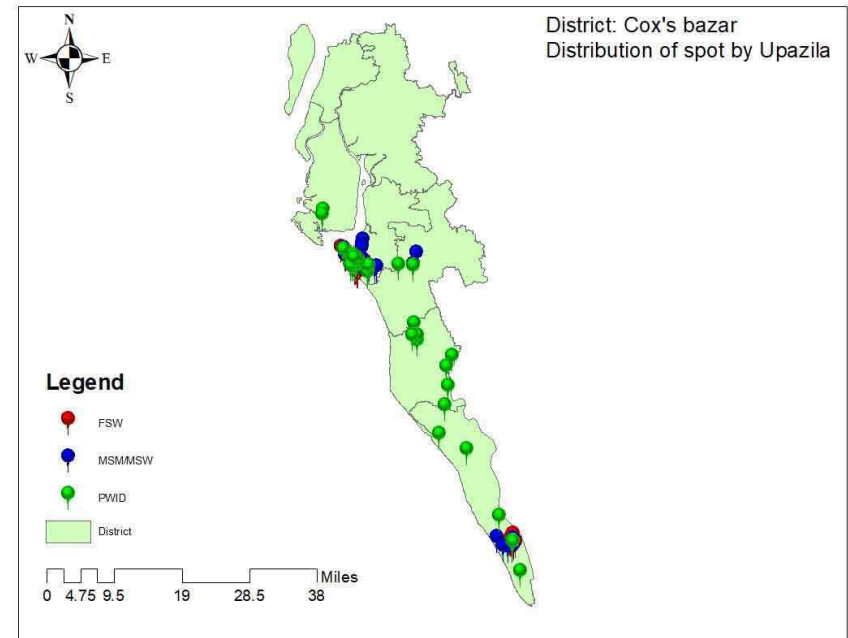 N
W E
S
District: Cox's bazar
Distribution of spot by Upazila
Legend
FSW
MSM/MSW
PWID
District
Miles
0 4.75 9.5 19 28.5 38